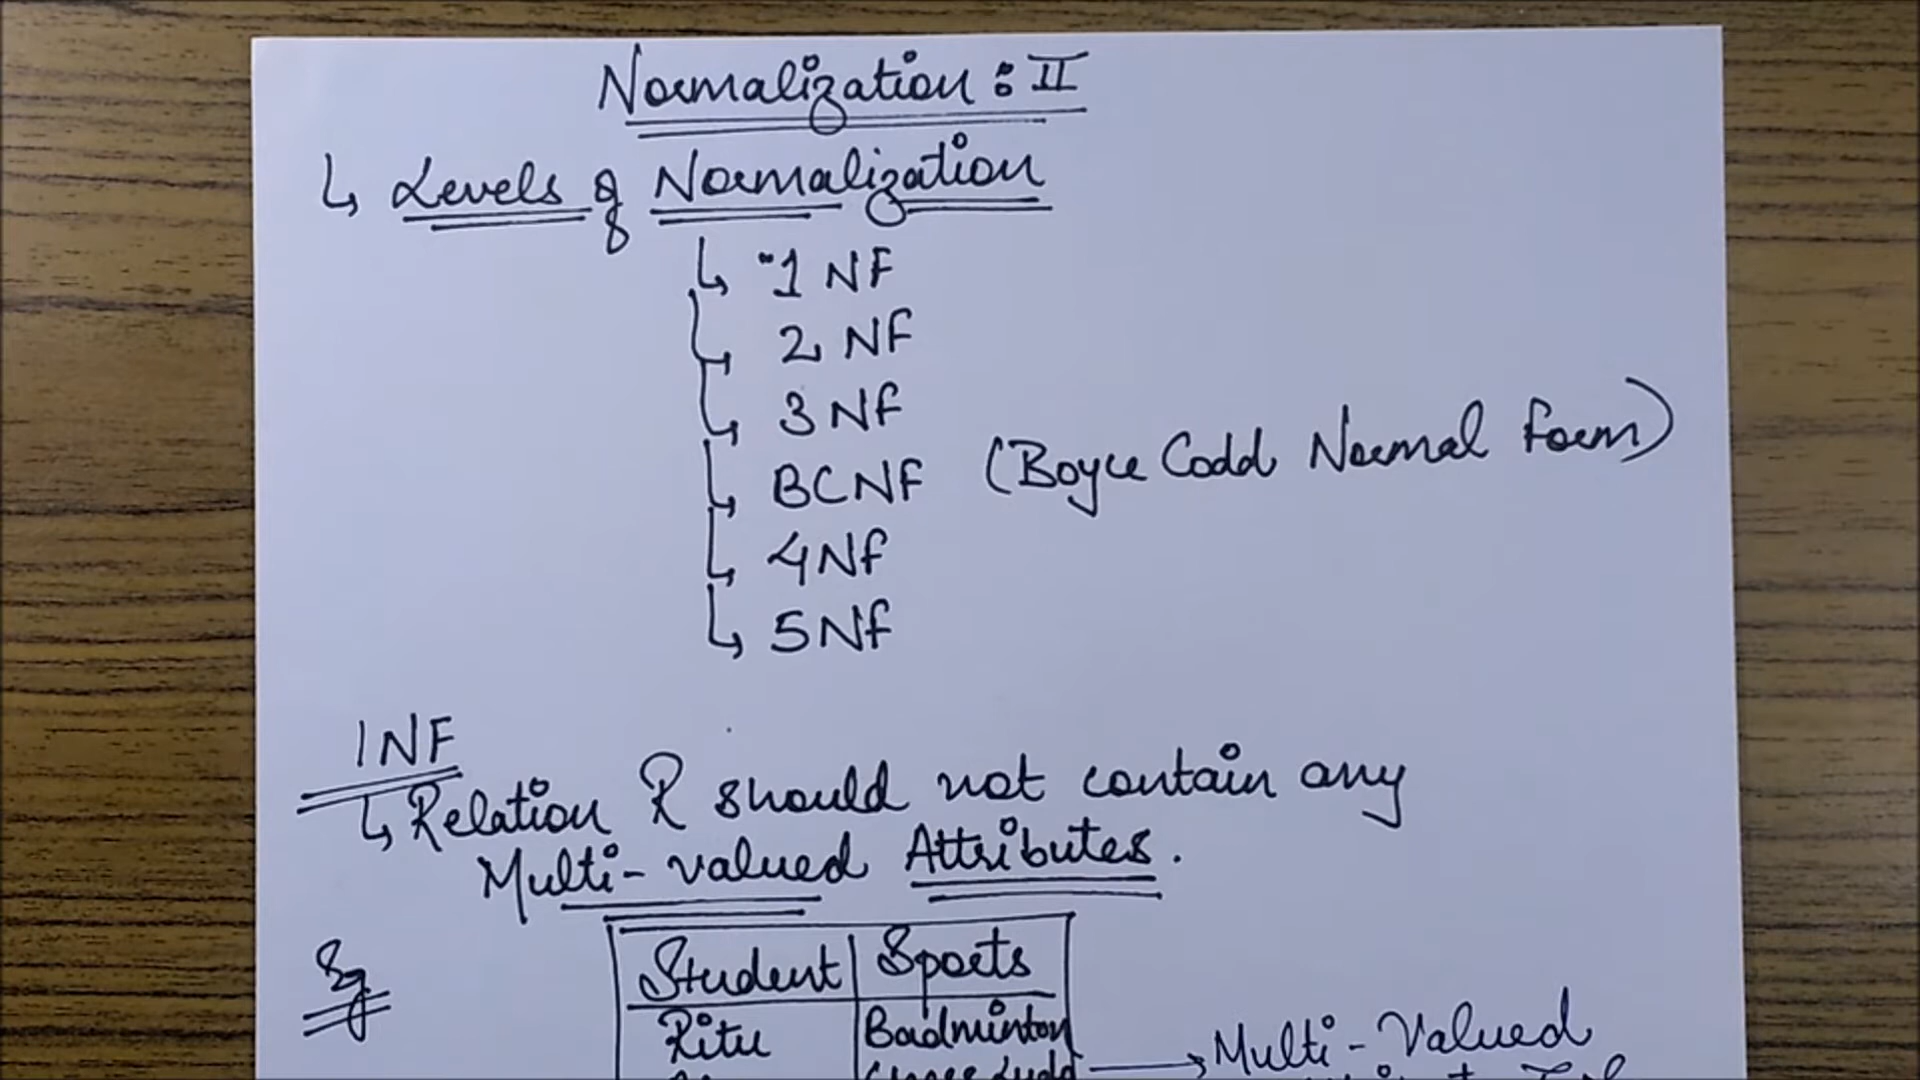 Normalization : II
↳ Levels of Normalization
↳ 1 NF
↳ 2 NF
↳ 3 NF
↳ BCNF (Boyce Codd Normal Form)
↳ 4NF
↳ 5NF
1NF
↳ Relation R should not contain any
Multi-valued Attributes.
Eg
Student | Sports
Ritu | Badminton
→ Multi-Valued